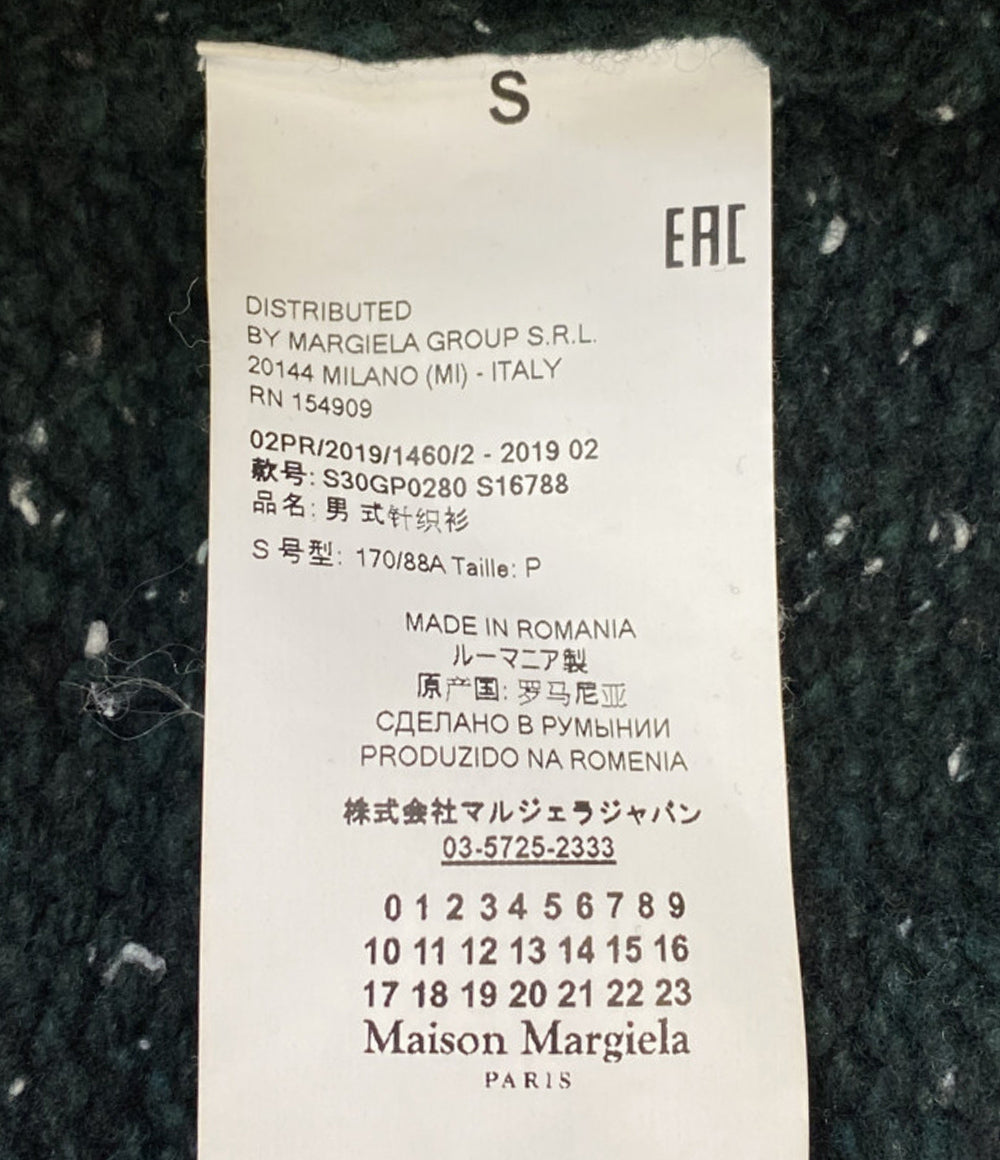 S
EAC
DISTRIBUTED
BY MARGIELA GROUP S.R.L.
20144 MILANO (MI) - ITALY
RN 154909
02PR/2019/1460/2 - 2019 02
款号: S30GP0280 S16788
品名: 男 式针织衫
S 号型: 170/88A Taille: P
MADE IN ROMANIA
ルーマニア製
原产国: 罗马尼亚
СДЕЛАНО В РУМЫНИИ
PRODUZIDO NA ROMENIA
株式会社マルジェラジャパン
03-5725-2333
0 1 2 3 4 5 6 7 8 9
10 11 12 13 14 15 16
17 18 19 20 21 22 23
Maison Margiela
PARIS